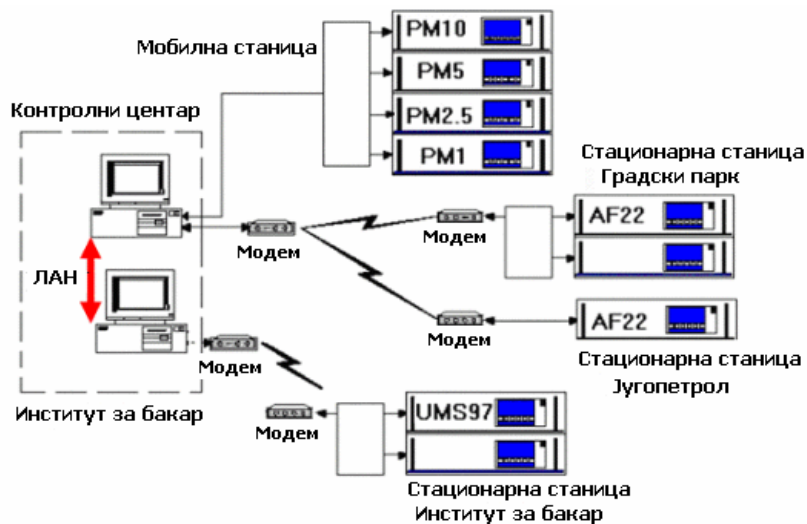 Мобилна станица
PM10
PM5
PM2.5
PM1
Контролни центар
ЛАН
Институт за бакар
Модем
Модем
Модем
Модем
Модем
Стационарна станица
Градски парк
AF22
AF22
Стационарна станица
Југопетрол
UMS97
Стационарна станица
Институт за бакар